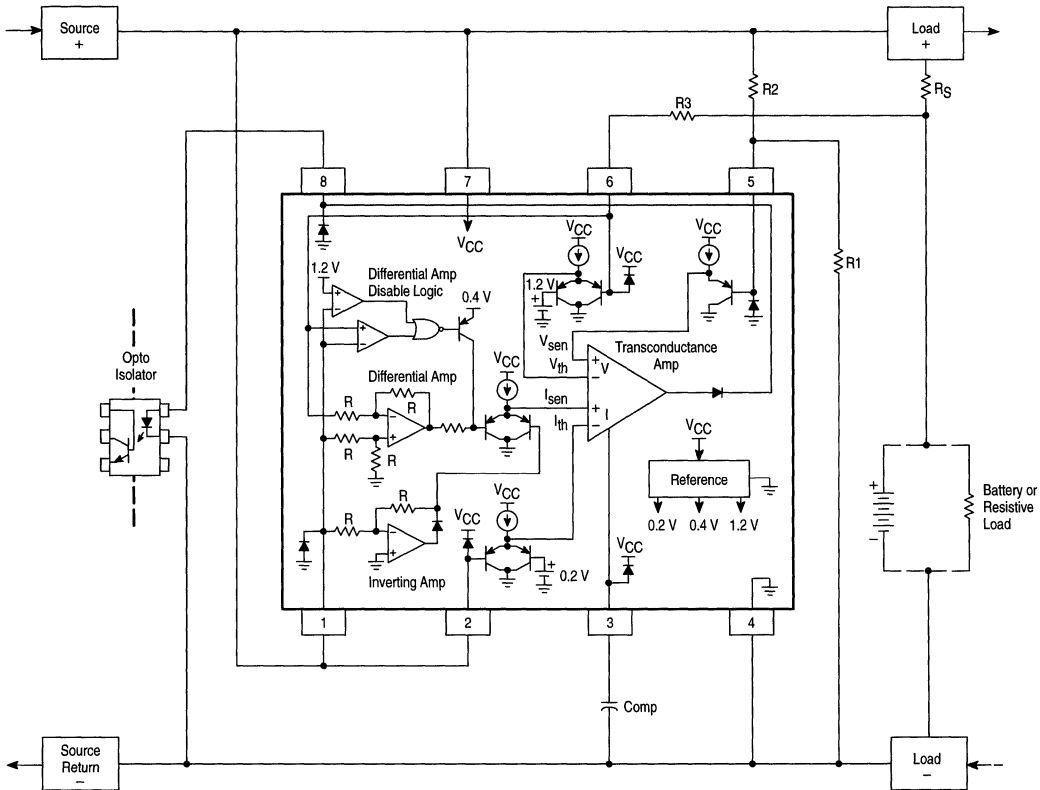 Source
+
Load
+
R2
RS
R3
8
7
6
5
VCC
VCC
VCC
VCC
1.2 V
Differential Amp
Disable Logic
0.4 V
1.2 V
+
R1
+
-
+
-
Vsen
Vth
Transconductance
Amp
VCC
+
V
-
Opto
Isolator
Differential Amp
Isen
Ith
+
I
-
R
R
-
+
R
R
VCC
Reference
0.2 V
0.4 V
1.2 V
+
-
Battery or
Resistive
Load
R
VCC
VCC
R
-
+
Inverting Amp
+
0.2 V
VCC
1
2
3
4
Comp
Source
Return
-
Load
-